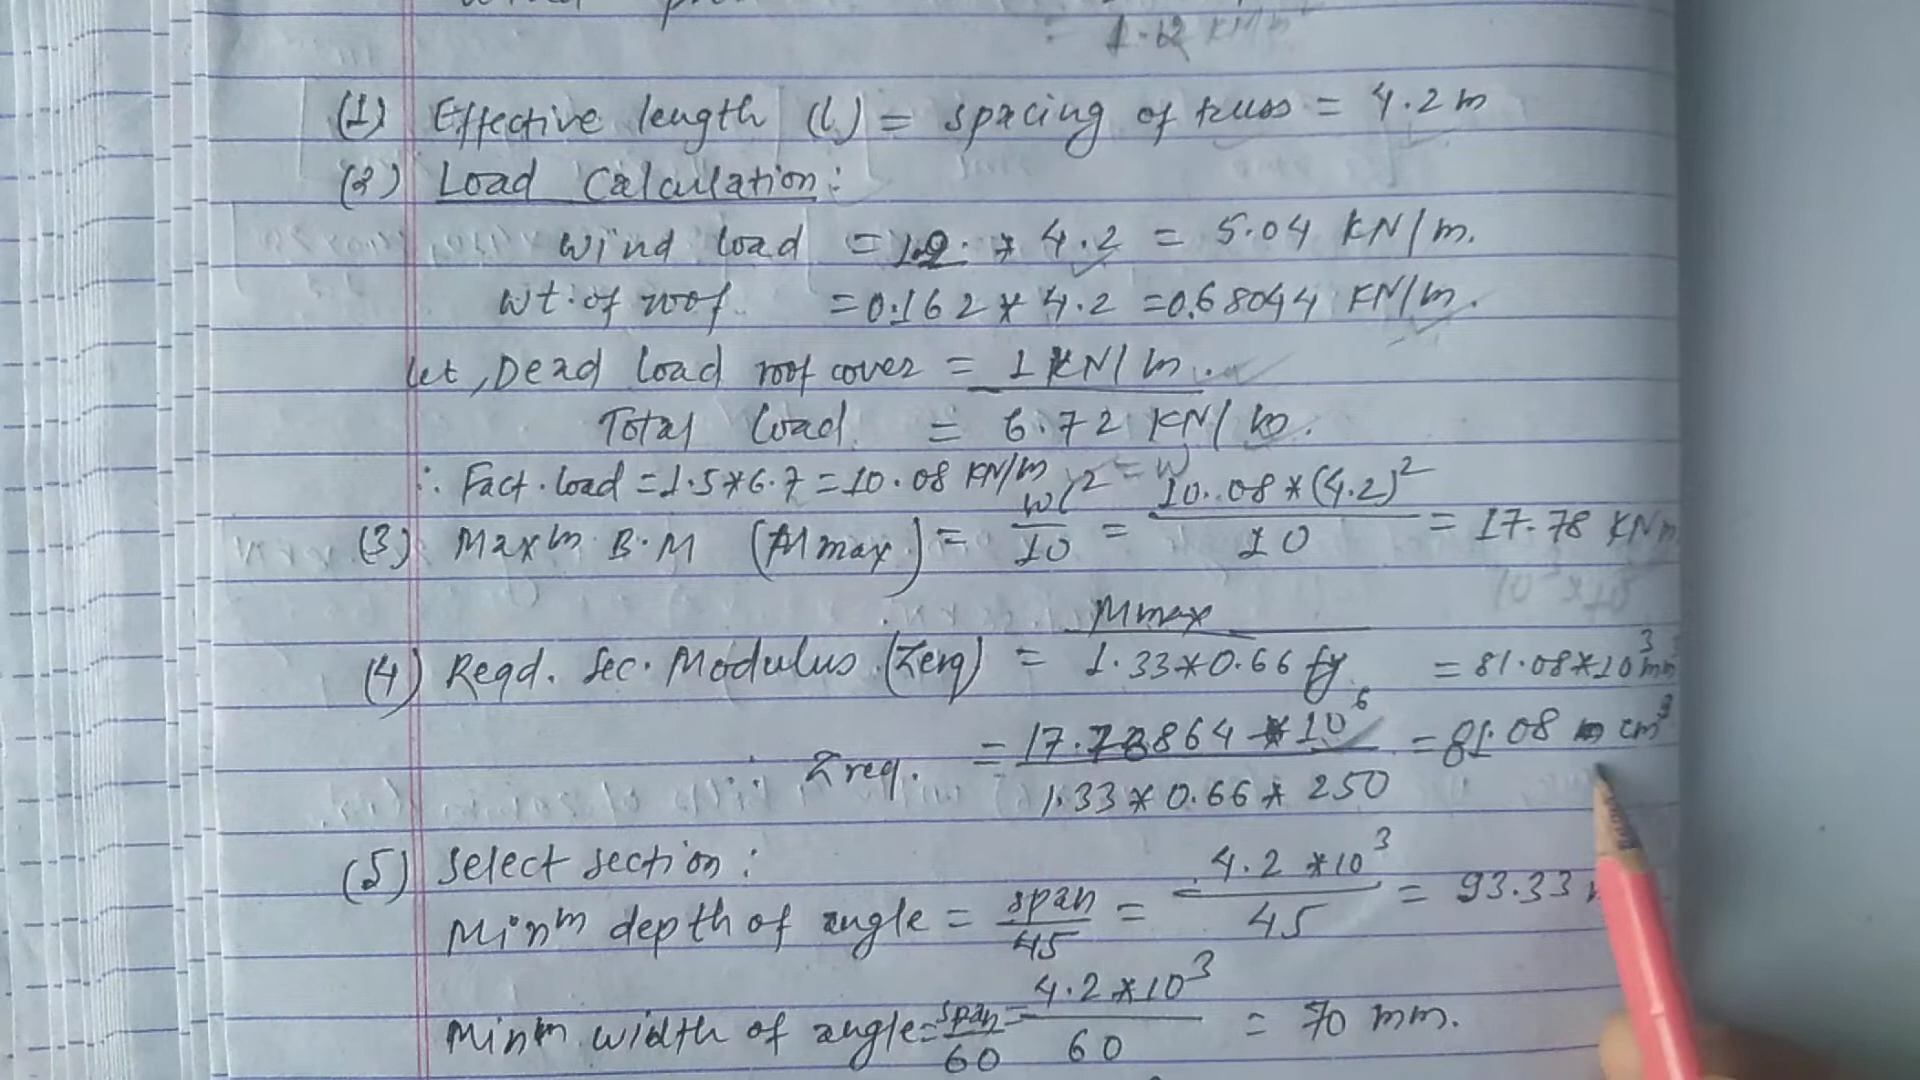 1.2 KN/m
(1) Effective length (l) = spacing of truss = 4.2 m
(2) Load Calculation:
Wind load = 1.2 * 4.2 = 5.04 KN/m.
Wt. of roof. = 0.162 * 4.2 = 0.68044 KN/m.
Let, Dead load roof cover = 1 KN/m.
Total load = 6.72 KN/m.
∴ Fact. load = 1.5*6.7 = 10.08 KN/m = W
(3) Maxm B.M (Mmax) = wl²/10 = 10.08*(4.2)²/10 = 17.78 KNm
(4) Reqd. Sec. Modulus (Zerq) = Mmax/1.33*0.66 fy = 81.08*10³ mm³
∴ Zreq. = 17.78864 * 10⁶/1.33*0.66*250 = 81.08 cm³
(5) Select section:
Minm depth of angle = span/45 = 4.2*10³/45 = 93.33
Minm width of angle = span/60 = 4.2*10³/60 = 70 mm.